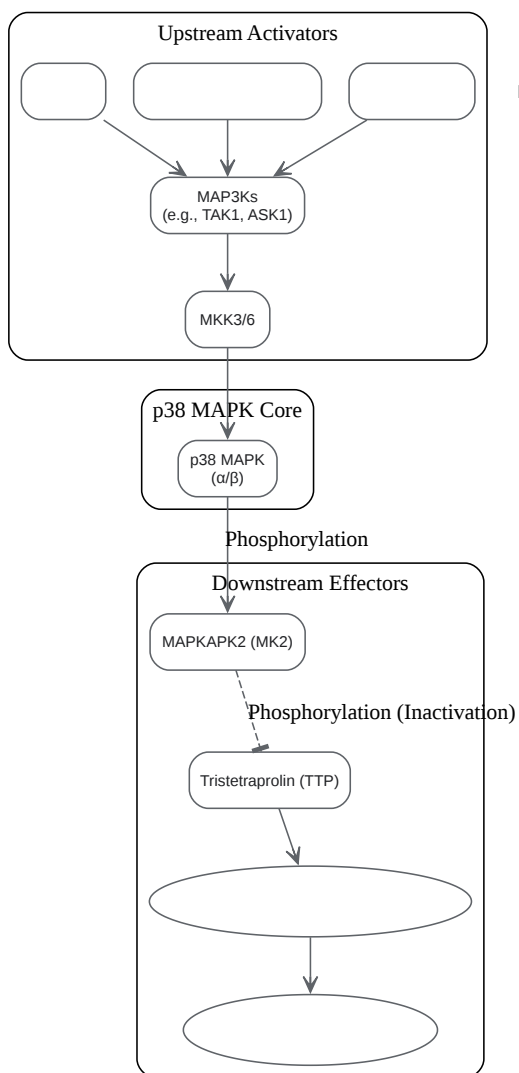 Upstream Activators
MAP3Ks
(e.g., TAK1, ASK1)
MKK3/6
p38 MAPK Core
p38 MAPK
(α/β)
Phosphorylation
Downstream Effectors
MAPKAPK2 (MK2)
Phosphorylation (Inactivation)
Tristetraprolin (TTP)